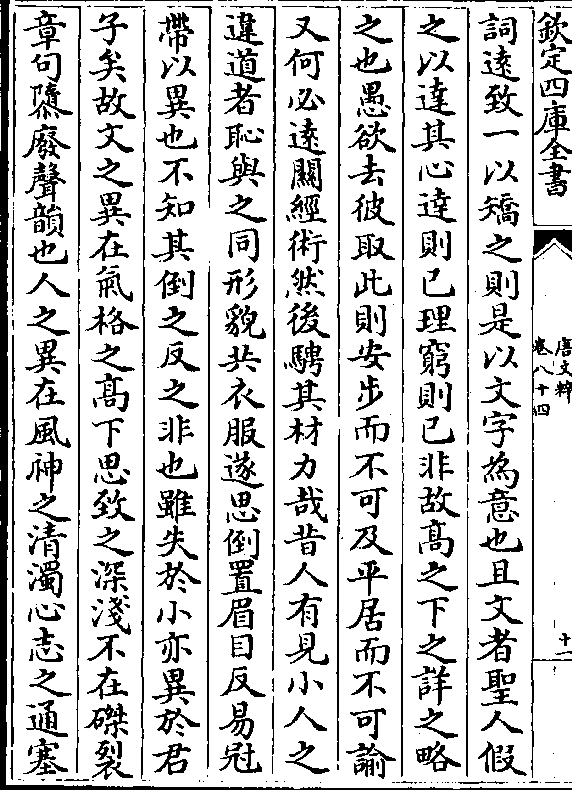 欽定四庫全書
唐文粹
卷八十四
十一
詞遠致一以矯之則是以文字為意也且文者聖人假
之以達其心達則已理窮則已非故髙之下之詳之略
之也愚欲去彼取此則安步而不可及平居而不可諭
又何必遠關經術然後騁其材力哉昔人有見小人之
違道者恥與之同形貌共衣服遂思倒置眉目反易冠
帶以異也不知其倒之反之非也雖失於小亦異於君
子矣故文之異在氣格之髙下思致之深淺不在磔裂
章句隳廢聲韻也人之異在風神之清濁心志之通塞